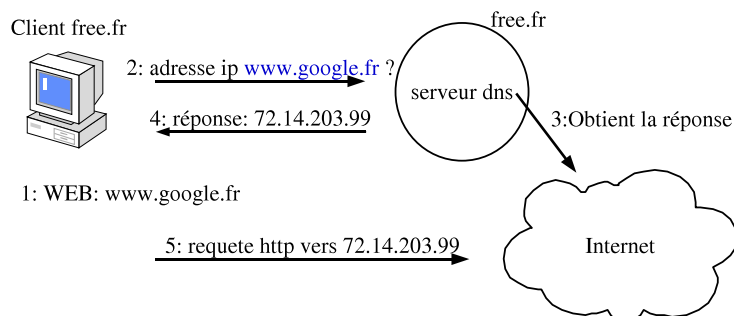 Client free.fr
free.fr
2: adresse ip www.google.fr ?
serveur dns
4: réponse: 72.14.203.99
3:Obtient la réponse
1: WEB: www.google.fr
5: requete http vers 72.14.203.99
Internet